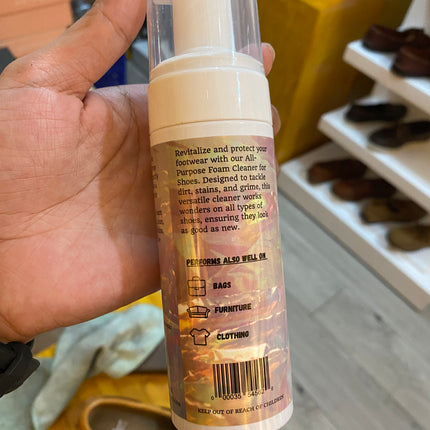 Revitalize and protect your
footwear with our All-
Purpose Foam Cleaner for
Shoes. Designed to tackle
dirt, stains, and grime, this
versatile cleaner works
wonders on all types of
shoes, ensuring they look
as good as new.
PERFORMS ALSO WELL ON
BAGS
FURNITURE
CLOTHING
KEEP OUT OF REACH OF CHILDREN